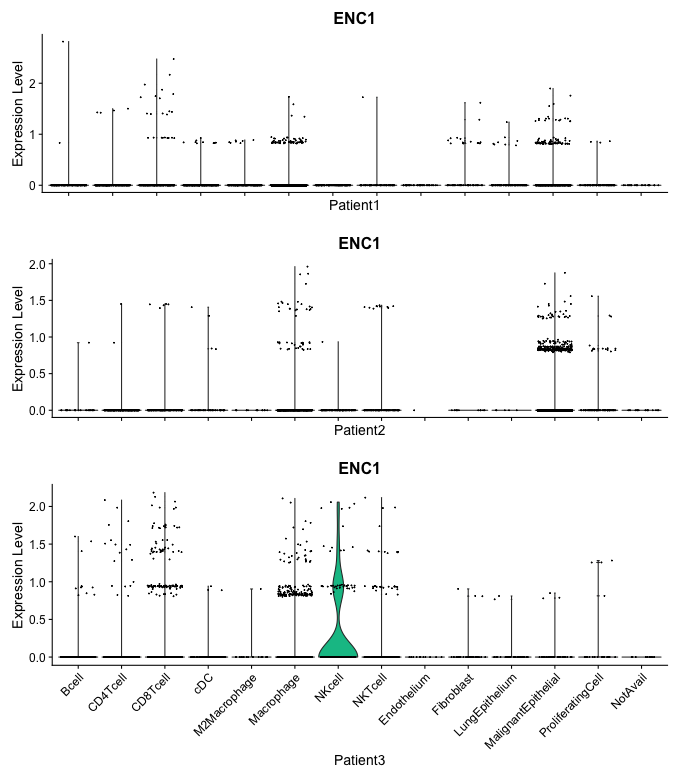 ENC1
Expression Level
2
1
0
Patient1
ENC1
Expression Level
2.0
1.5
1.0
0.5
0.0
Patient2
ENC1
Expression Level
2.0
1.5
1.0
0.5
0.0
Bcell
CD4Tcell
CD8Tcell
cDC
M2Macrophage
Macrophage
NKcell
NKTcell
Endothelium
Fibroblast
LungEpithelium
MalignantEpithelial
ProliferatingCell
NotAvail
Patient3